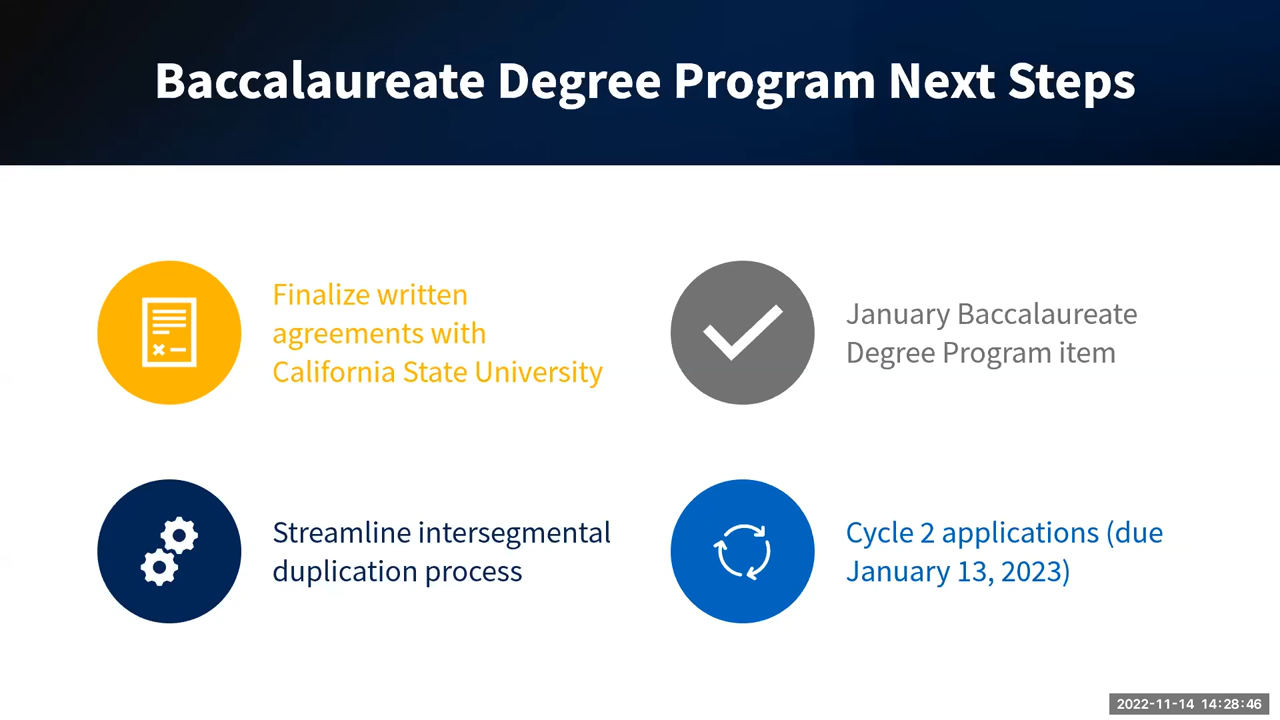 Baccalaureate Degree Program Next Steps
Finalize written
agreements with
California State University
January Baccalaureate
Degree Program item
Streamline intersegmental
duplication process
Cycle 2 applications (due
January 13, 2023)
2022-11-14 14:28:46